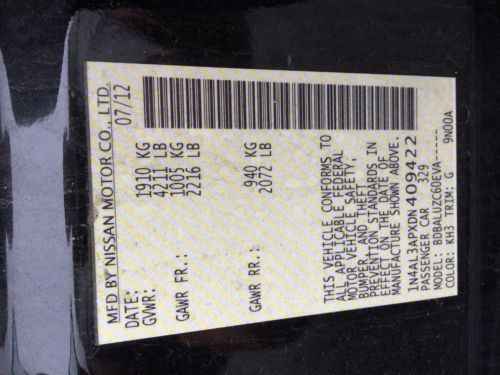 MFD BY NISSAN MOTOR CO., LTD.
DATE: 07/12
GVWR: 1910 KG
4211 LB
GAWR FR.: 1005 KG
2216 LB
GAWR RR.: 940 KG
2072 LB
THIS VEHICLE CONFORMS TO
ALL APPLICABLE FEDERAL
MOTOR VEHICLE SAFETY,
BUMPER, AND THEFT
PREVENTION STANDARDS IN
EFFECT ON THE DATE OF
MANUFACTURE SHOWN ABOVE.
1N4AL3APXDN409422
PASSENGER CAR 329
MODEL: BDBALUZC60EVA-----
COLOR: KH3 TRIM: G 9N00A